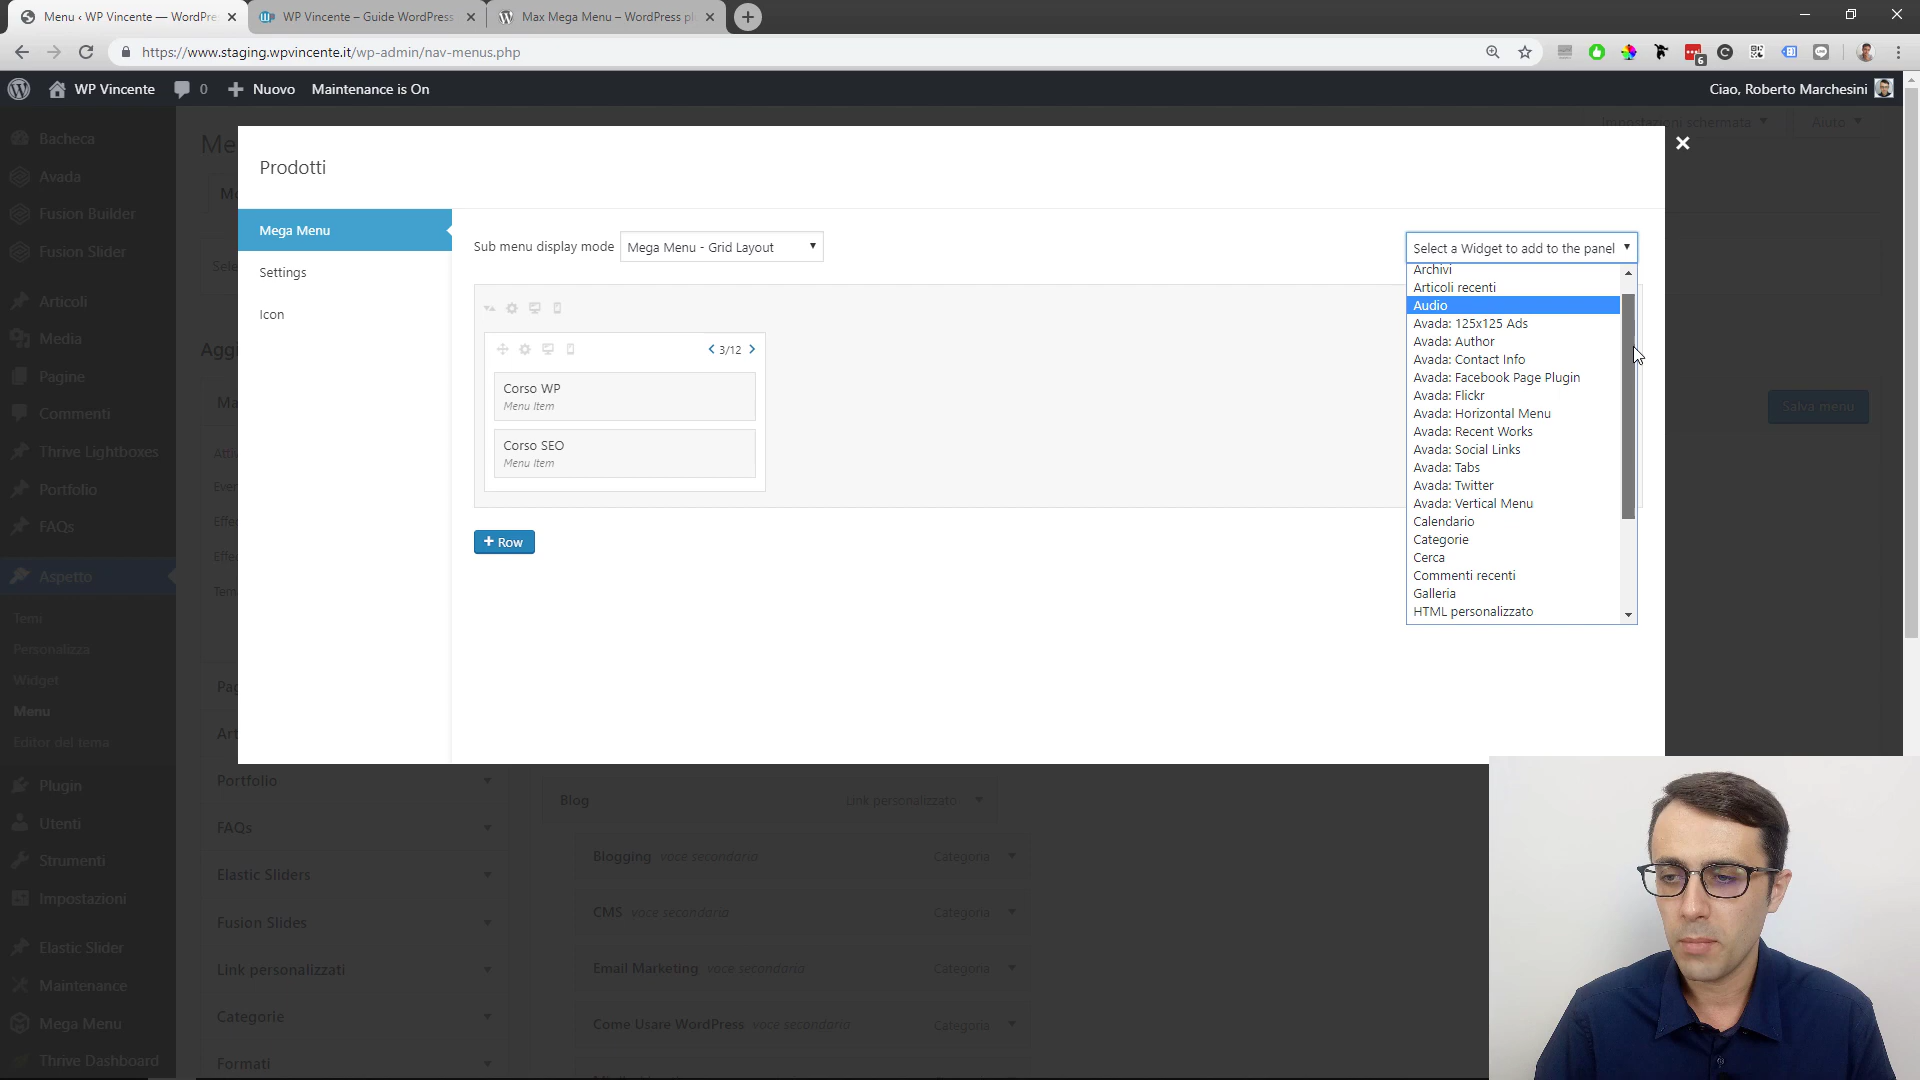 Menu ‹ WP Vincente — WordPre
WP Vincente – Guide WordPress
Max Mega Menu – WordPress pl
https://www.staging.wpvincente.it/wp-admin/nav-menus.php
6
WP Vincente
0
Nuovo
Maintenance is On
Ciao, Roberto Marchesini
Impostazioni schermata
Aiuto
Bacheca
Avada
Fusion Builder
Fusion Slider
Articoli
Media
Pagine
Commenti
Thrive Lightboxes
Portfolio
FAQs
Aspetto
Temi
Personalizza
Widget
Menu
Editor del tema
Plugin
Utenti
Strumenti
Impostazioni
Elastic Slider
Maintenance
Mega Menu
Thrive Dashboard
Prodotti
Mega Menu
Settings
Icon
Sub menu display mode
Mega Menu - Grid Layout
Select a Widget to add to the panel
3/12
Corso WP
Menu Item
Corso SEO
Menu Item
+ Row
Archivi
Articoli recenti
Audio
Avada: 125x125 Ads
Avada: Author
Avada: Contact Info
Avada: Facebook Page Plugin
Avada: Flickr
Avada: Horizontal Menu
Avada: Recent Works
Avada: Social Links
Avada: Tabs
Avada: Twitter
Avada: Vertical Menu
Calendario
Categorie
Cerca
Commenti recenti
Galleria
HTML personalizzato
Salva menu
Portfolio
FAQs
Elastic Sliders
Fusion Slides
Link personalizzati
Categorie
Formati
Blog
Link personalizzato
Blogging voce secondaria
Categoria
CMS voce secondaria
Categoria
Email Marketing voce secondaria
Categoria
Come Usare WordPress voce secondaria
Categoria